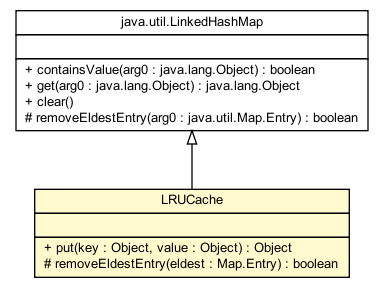 java.util.LinkedHashMap
+ containsValue(arg0 : java.lang.Object) : boolean
+ get(arg0 : java.lang.Object) : java.lang.Object
+ clear()
# removeEldestEntry(arg0 : java.util.Map.Entry) : boolean
LRUCache
+ put(key : Object, value : Object) : Object
# removeEldestEntry(eldest : Map.Entry) : boolean